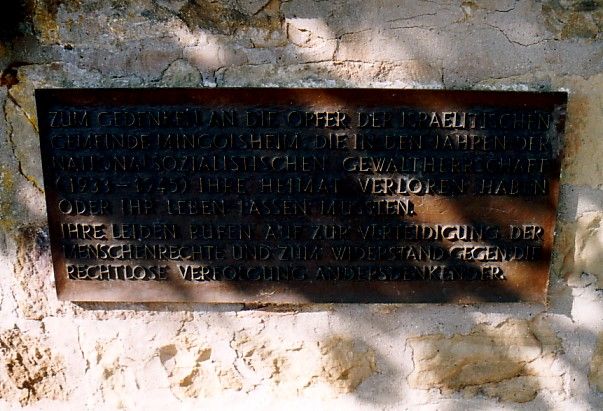 ZUM GEDENKEN AN DIE OPFER DER ISRAELITISCHEN
GEMEINDE MINGOLSHEIM, DIE IN DEN JAHREN DER
NATIONALSOZIALISTISCHEN GEWALTHERRSCHAFT
(1933–1945) IHRE HEIMAT VERLOREN HABEN
ODER IHR LEBEN LASSEN MUSSTEN.
IHRE LEIDEN RUFEN AUF ZUR VERTEIDIGUNG DER
MENSCHENRECHTE UND ZUM WIDERSTAND GEGEN DIE
RECHTLOSE VERFOLGUNG ANDERSDENKENDER.